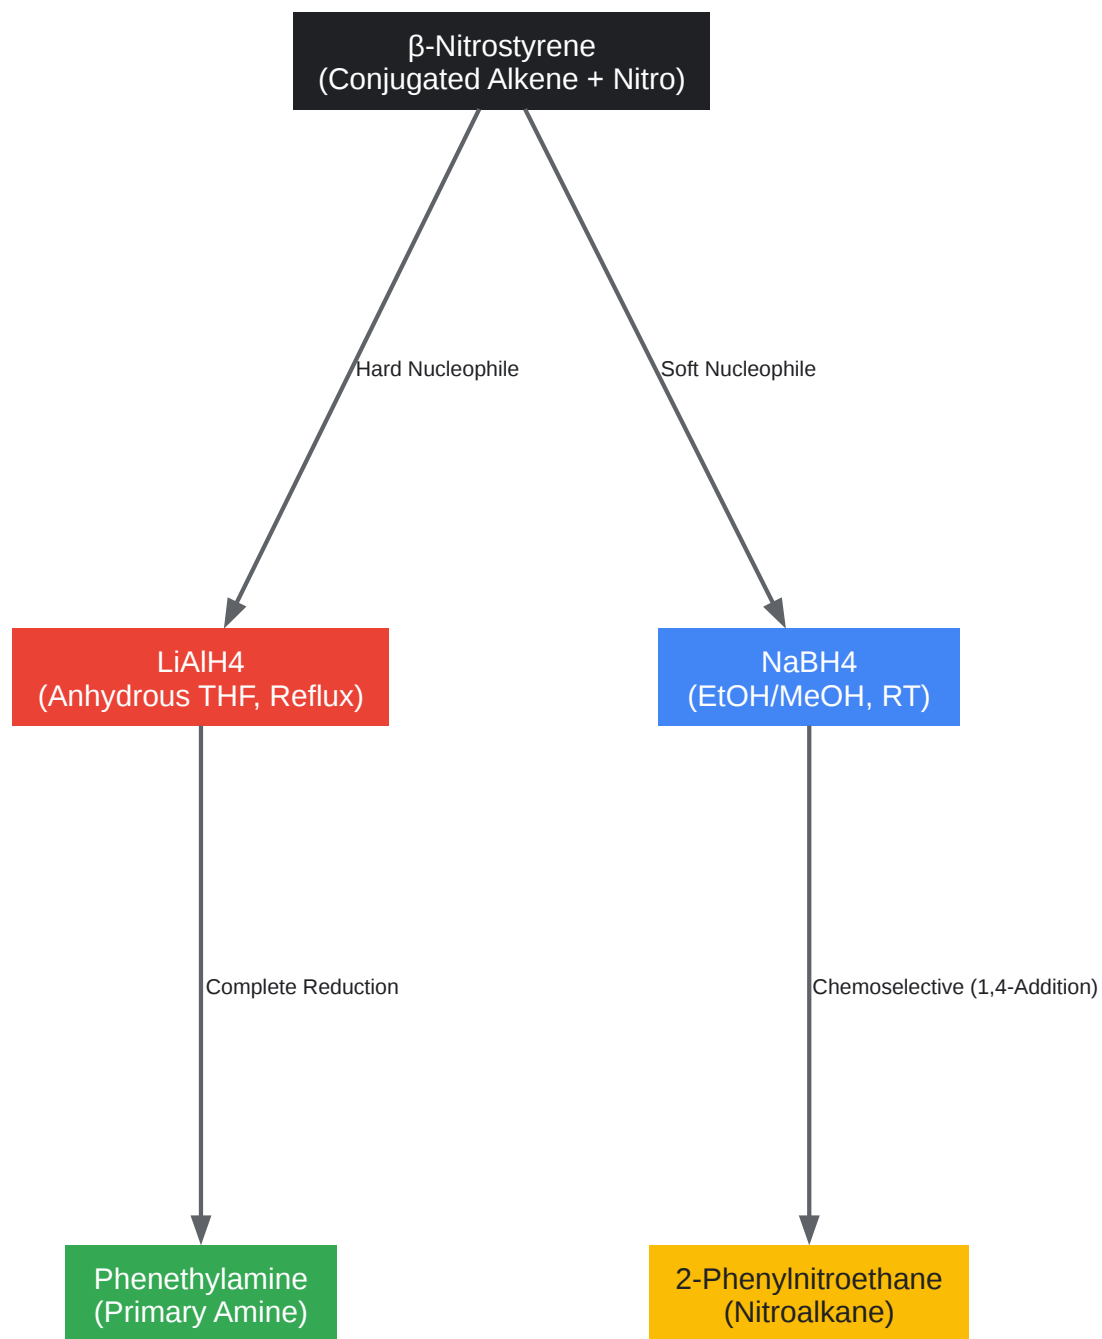 β-Nitrostyrene
(Conjugated Alkene + Nitro)
Hard Nucleophile
Soft Nucleophile
LiAlH4
(Anhydrous THF, Reflux)
NaBH4
(EtOH/MeOH, RT)
Complete Reduction
Chemoselective (1,4-Addition)
Phenethylamine
(Primary Amine)
2-Phenylnitroethane
(Nitroalkane)